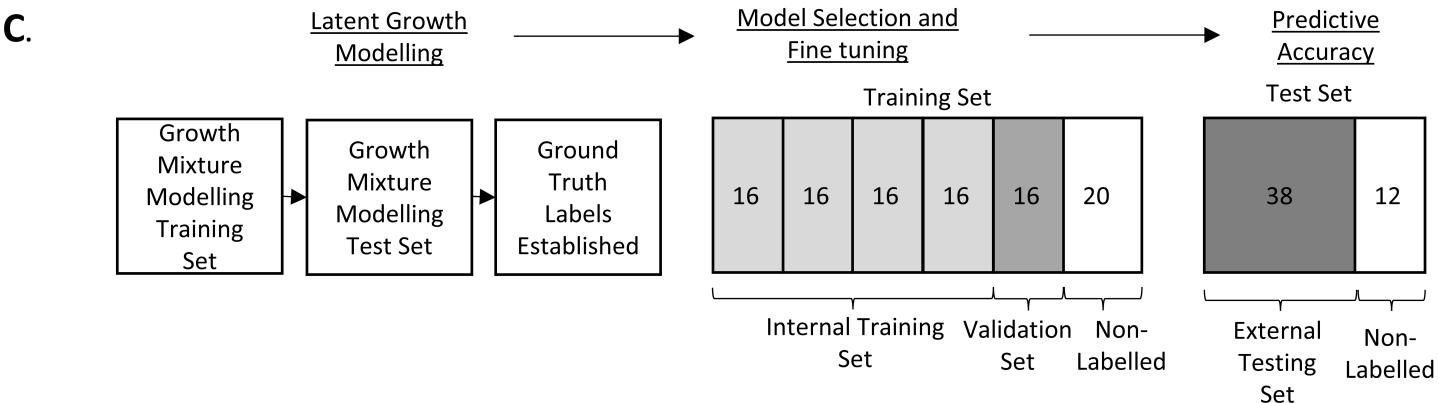 C.
Latent Growth
Modelling
Model Selection and
Fine tuning
Predictive
Accuracy
Growth
Mixture
Modelling
Training
Set
Growth
Mixture
Modelling
Test Set
Ground
Truth
Labels
Established
Training Set
16 16 16 16 16 20
Internal Training
Set
Validation
Set
Non-
Labelled
Test Set
38 12
External
Testing
Set
Non-
Labelled